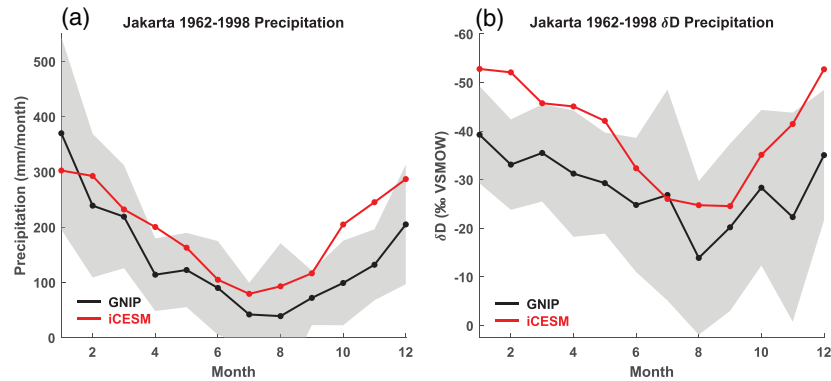 (a)
Jakarta 1962-1998 Precipitation
Precipitation (mm/month)
500
400
300
200
100
0
GNIP
iCESM
2 4 6 8 10 12
Month
(b)
Jakarta 1962-1998 δD Precipitation
δD (‰ VSMOW)
-60
-50
-40
-30
-20
-10
0
GNIP
iCESM
2 4 6 8 10 12
Month